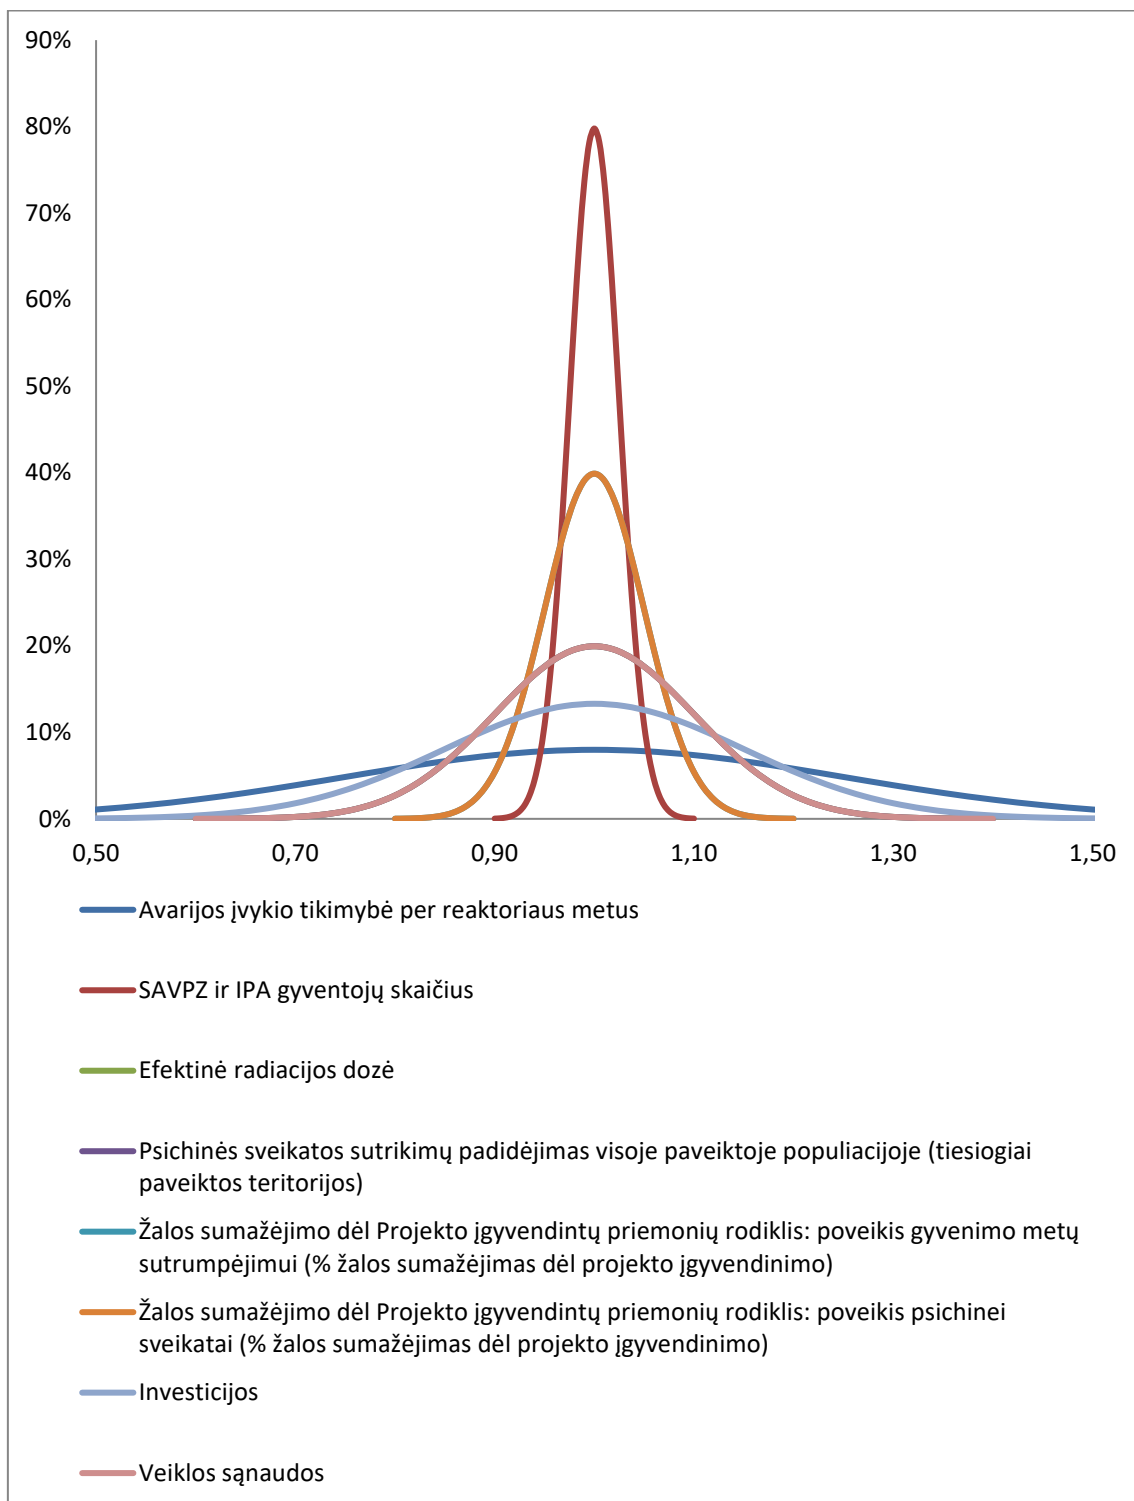 90%
80%
70%
60%
50%
40%
30%
20%
10%
0%
0,50 0,70 0,90 1,10 1,30 1,50
Avarijos įvykio tikimybė per reaktoriaus metus
SAVPZ ir IPA gyventojų skaičius
Efektinė radiacijos dozė
Psichinės sveikatos sutrikimų padidėjimas visoje paveiktoje populiacijoje (tiesiogiai
paveiktos teritorijos)
Žalos sumažėjimo dėl Projekto įgyvendintų priemonių rodiklis: poveikis gyvenimo metų
sutrumpėjimui (% žalos sumažėjimas dėl projekto įgyvendinimo)
Žalos sumažėjimo dėl Projekto įgyvendintų priemonių rodiklis: poveikis psichinei
sveikatai (% žalos sumažėjimas dėl projekto įgyvendinimo)
Investicijos
Veiklos sąnaudos